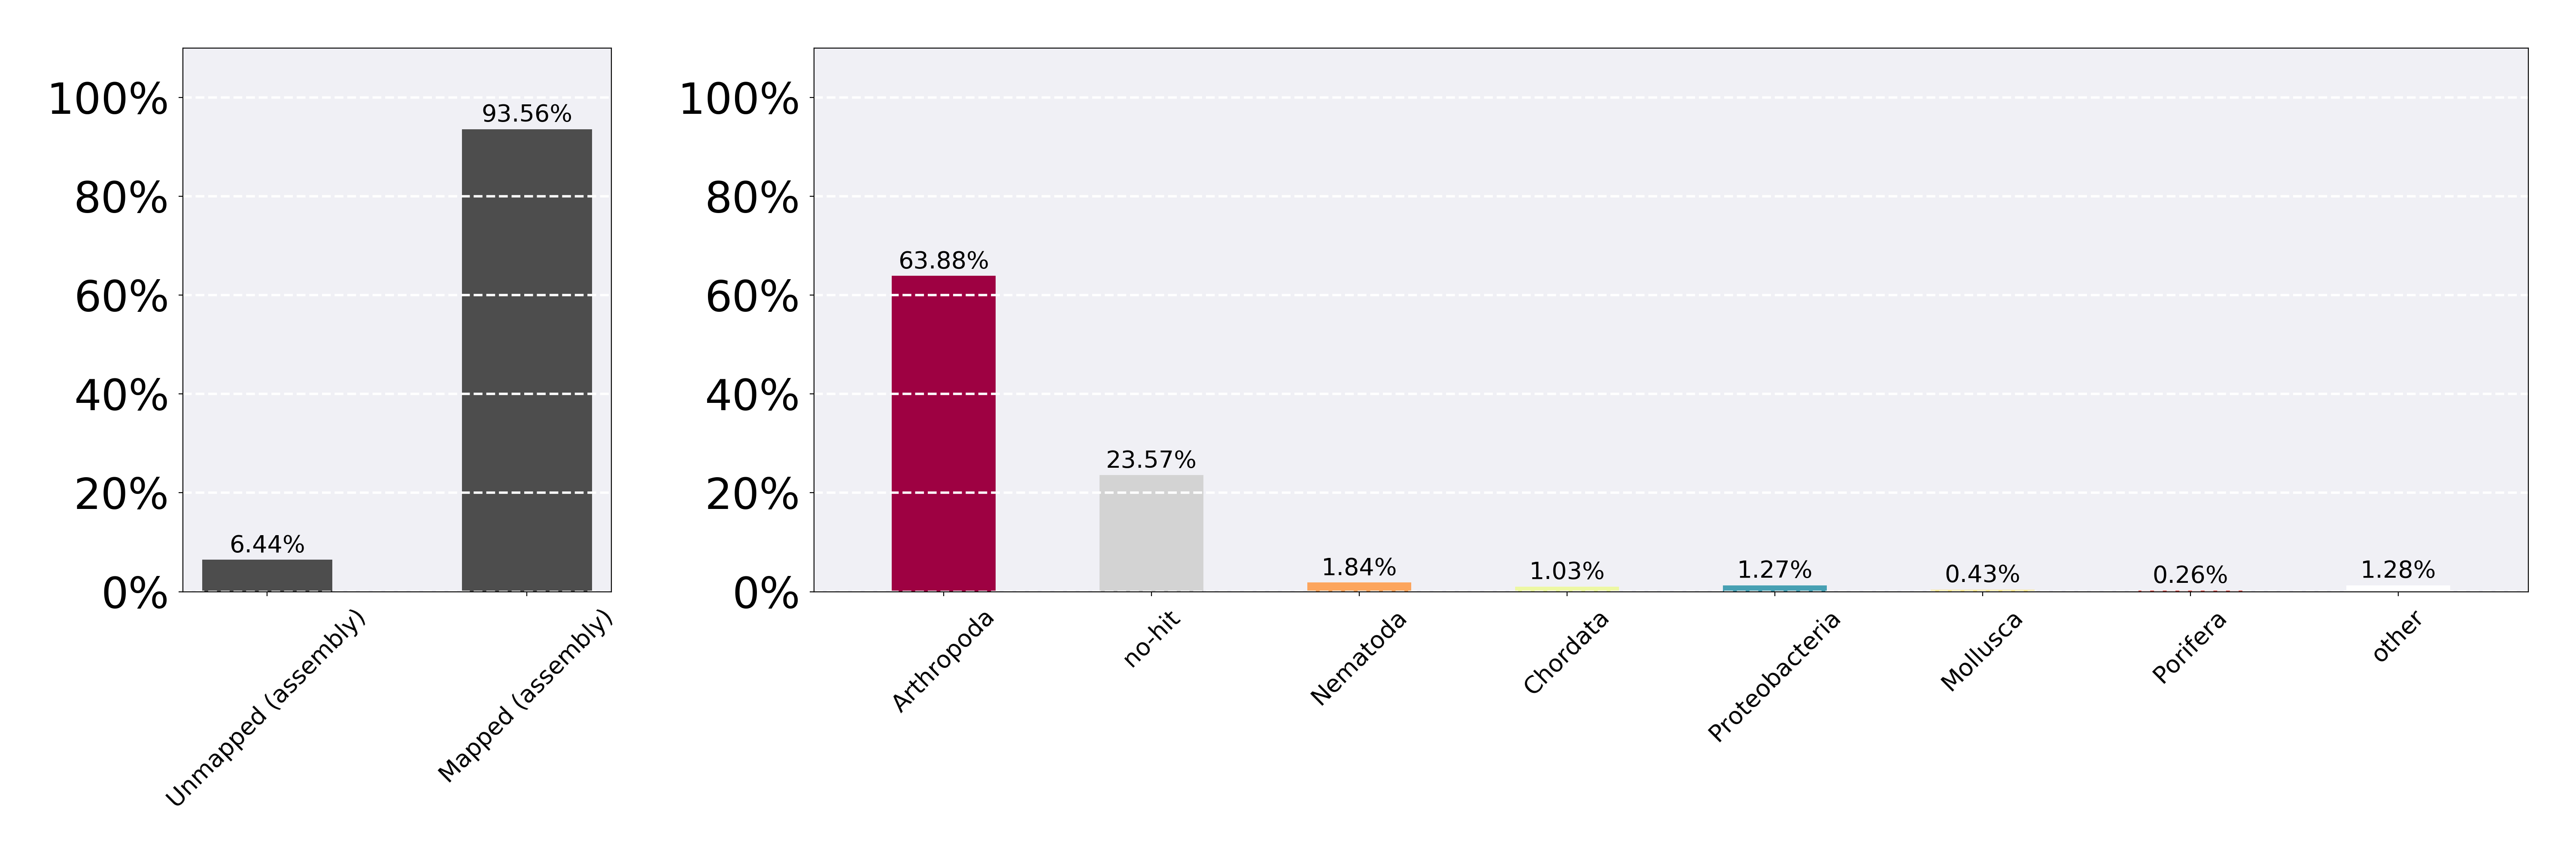 100%
80%
60%
40%
20%
0%
6.44%
93.56%
Unmapped (assembly)
Mapped (assembly)
100%
80%
60%
40%
20%
0%
63.88%
23.57%
1.84%
1.03%
1.27%
0.43%
0.26%
1.28%
Arthropoda
no-hit
Nematoda
Chordata
Proteobacteria
Mollusca
Porifera
other